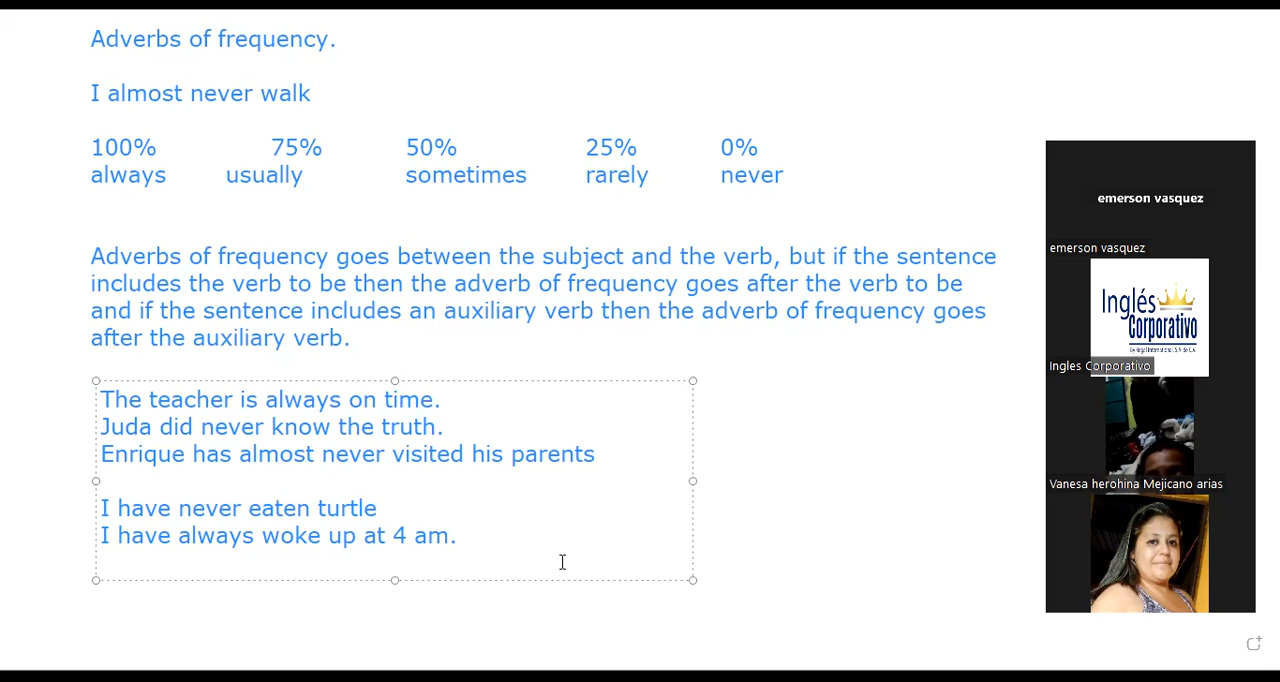 Adverbs of frequency.
I almost never walk
100% 75% 50% 25% 0%
always usually sometimes rarely never
Adverbs of frequency goes between the subject and the verb, but if the sentence
includes the verb to be then the adverb of frequency goes after the verb to be
and if the sentence includes an auxiliary verb then the adverb of frequency goes
after the auxiliary verb.
The teacher is always on time.
Juda did never know the truth.
Enrique has almost never visited his parents
I have never eaten turtle
I have always woke up at 4 am.
emerson vasquez
emerson vasquez
Inglés
Corporativo
By Regal International, S.A. de C.V.
Ingles Corporativo
Vanesa herohina Mejicano arias